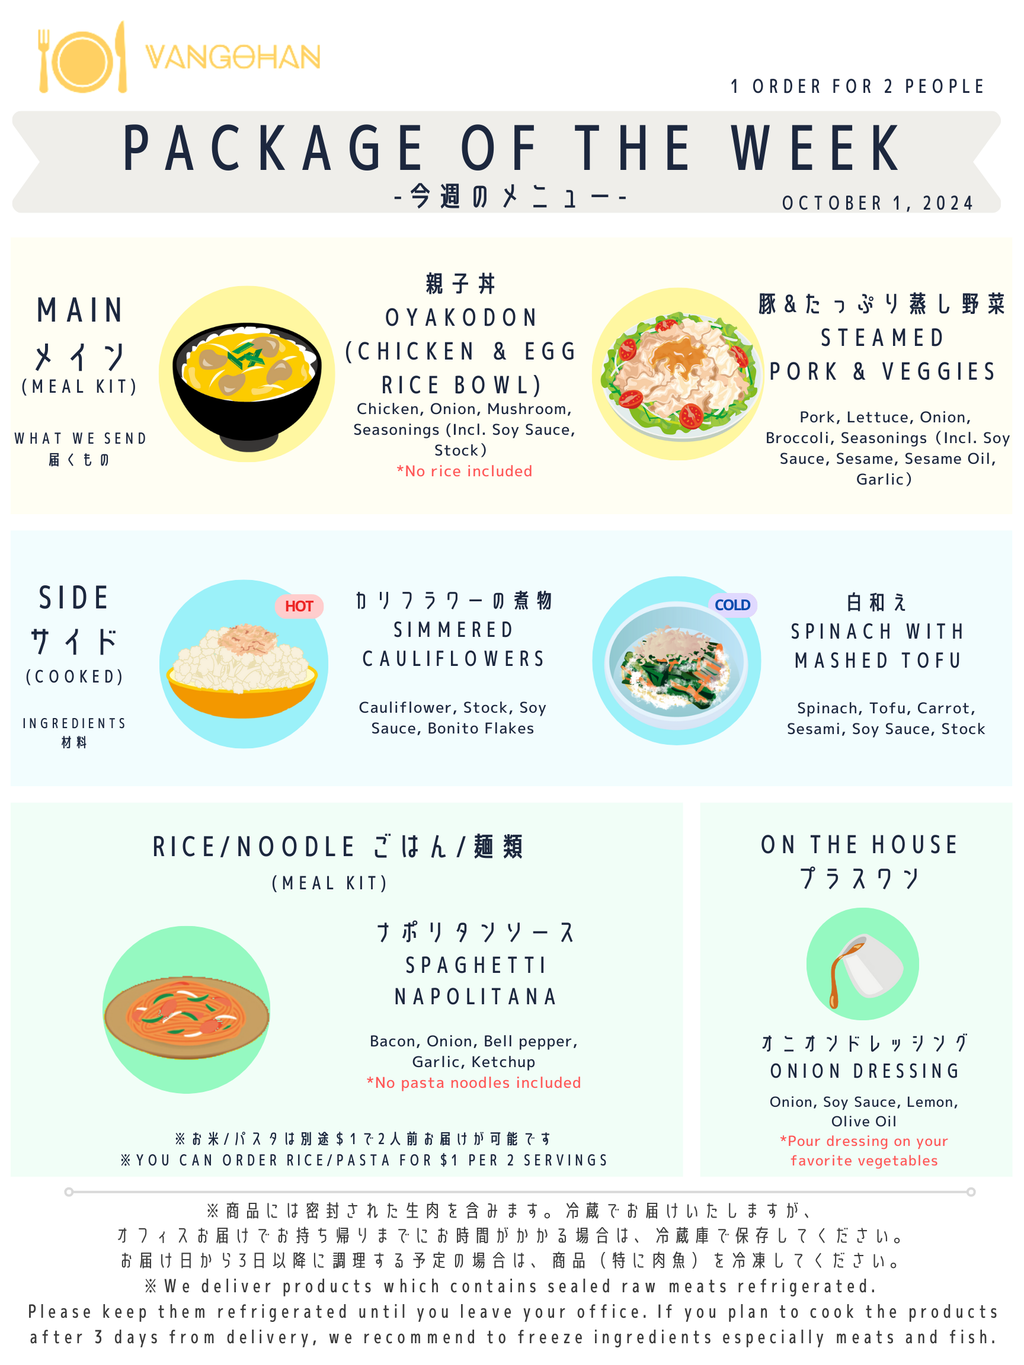 VANGOHAN
1 ORDER FOR 2 PEOPLE
PACKAGE OF THE WEEK
-今週のメニュー-
OCTOBER 1, 2024
MAIN
メイン
(MEAL KIT)
WHAT WE SEND
届くもの
親子丼
OYAKODON
(CHICKEN & EGG
RICE BOWL)
Chicken, Onion, Mushroom,
Seasonings (Incl. Soy Sauce,
Stock)
*No rice included
豚&たっぷり蒸し野菜
STEAMED
PORK & VEGGIES
Pork, Lettuce, Onion,
Broccoli, Seasonings (Incl. Soy
Sauce, Sesame, Sesame Oil,
Garlic)
SIDE
サイド
(COOKED)
INGREDIENTS
材料
HOT
カリフラワーの煮物
SIMMERED
CAULIFLOWERS
Cauliflower, Stock, Soy
Sauce, Bonito Flakes
COLD
白和え
SPINACH WITH
MASHED TOFU
Spinach, Tofu, Carrot,
Sesami, Soy Sauce, Stock
RICE/NOODLE ごはん/麺類
(MEAL KIT)
ナポリタンソース
SPAGHETTI
NAPOLITANA
Bacon, Onion, Bell pepper,
Garlic, Ketchup
*No pasta noodles included
※お米/パスタは別途$1で2人前お届けが可能です
※YOU CAN ORDER RICE/PASTA FOR $1 PER 2 SERVINGS
ON THE HOUSE
プラスワン
オニオンドレッシング
ONION DRESSING
Onion, Soy Sauce, Lemon,
Olive Oil
*Pour dressing on your
favorite vegetables
※商品には密封された生肉を含みます。冷蔵でお届けいたしますが、
オフィスお届けでお持ち帰りまでにお時間がかかる場合は、冷蔵庫で保存してください。
お届け日から3日以降に調理する予定の場合は、商品（特に肉魚）を冷凍してください。
※We deliver products which contains sealed raw meats refrigerated.
Please keep them refrigerated until you leave your office. If you plan to cook the products
after 3 days from delivery, we recommend to freeze ingredients especially meats and fish.